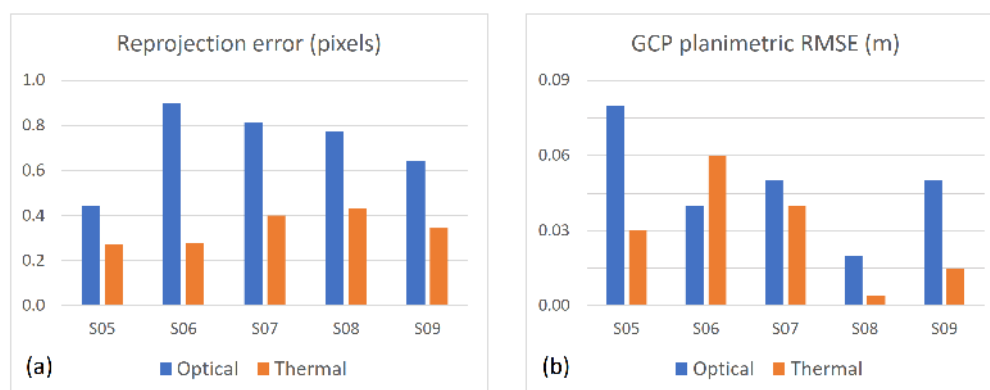 Reprojection error (pixels)
1.0
0.8
0.6
0.4
0.2
0.0
S05 S06 S07 S08 S09
(a) Optical Thermal
GCP planimetric RMSE (m)
0.09
0.06
0.03
0.00
S05 S06 S07 S08 S09
(b) Optical Thermal